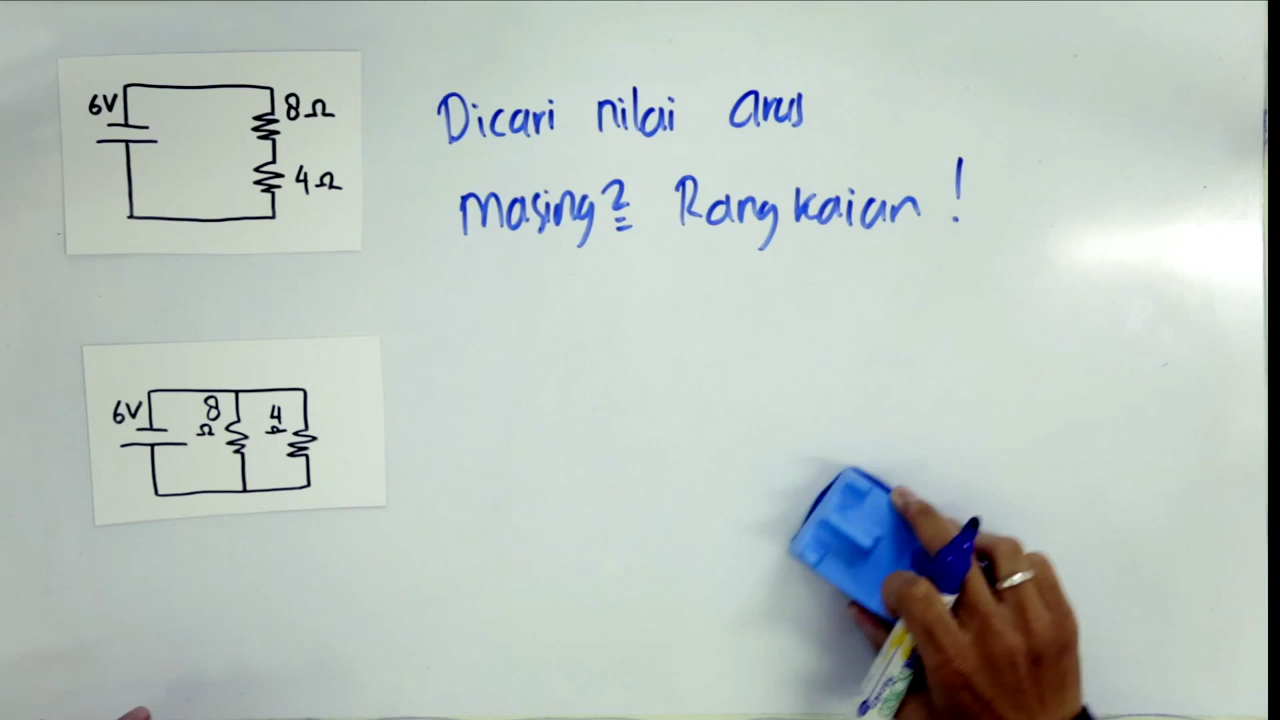 6V
8Ω
4Ω
Dicari nilai arus
masing² Rangkaian !
6V
8
Ω
4
Ω